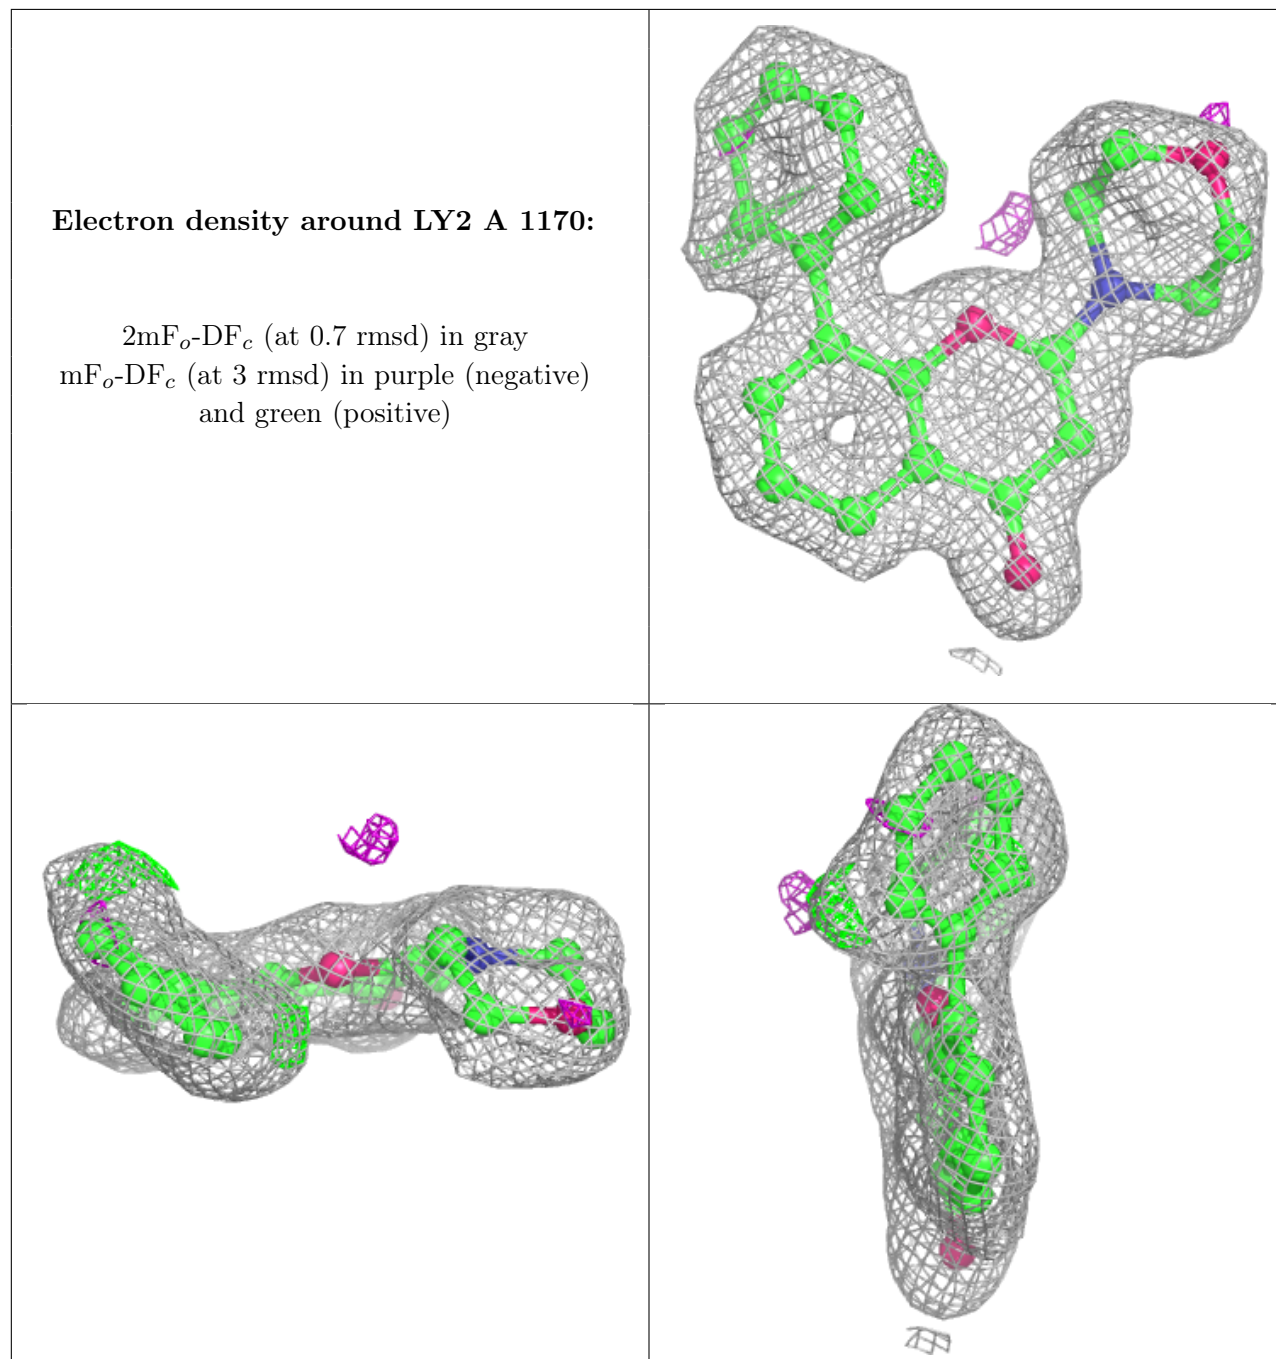 Electron density around LY2 A 1170:
2mFo-DFc (at 0.7 rmsd) in gray
mFo-DFc (at 3 rmsd) in purple (negative)
and green (positive)